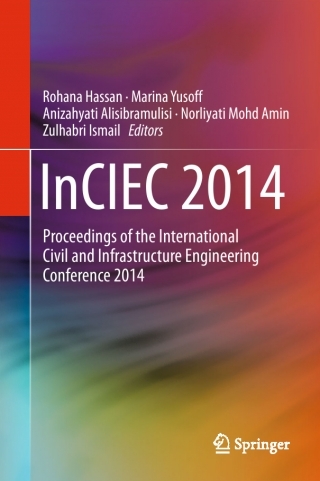 Rohana Hassan · Marina Yusoff
Anizahyati Alisibramulisi · Norliyati Mohd Amin
Zulhabri Ismail Editors
InCIEC 2014
Proceedings of the International
Civil and Infrastructure Engineering
Conference 2014
Springer